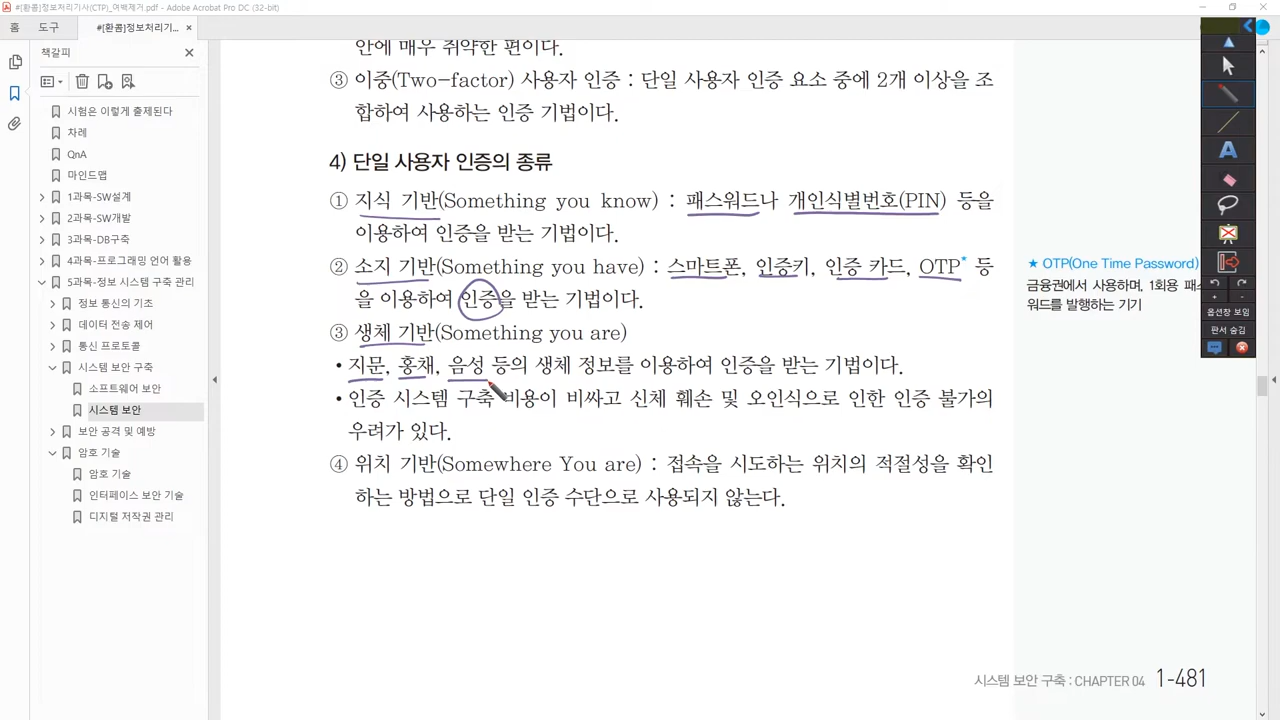 #[환콤]정보처리기사(CTP)_여백제거.pdf - Adobe Acrobat Pro DC (32-bit)
홈 도구 #[환콤]정보처리기... ×
책갈피
시험은 이렇게 출제된다
차례
QnA
마인드맵
1과목-SW설계
2과목-SW개발
3과목-DB구축
4과목-프로그래밍 언어 활용
5과목-정보 시스템 구축 관리
정보 통신의 기초
데이터 전송 제어
통신 프로토콜
시스템 보안 구축
소프트웨어 보안
시스템 보안
보안 공격 및 예방
암호 기술
암호 기술
인터페이스 보안 기술
디지털 저작권 관리
안에 매우 취약한 편이다.
③ 이중(Two-factor) 사용자 인증 : 단일 사용자 인증 요소 중에 2개 이상을 조
합하여 사용하는 인증 기법이다.
4) 단일 사용자 인증의 종류
① 지식 기반(Something you know) : 패스워드나 개인식별번호(PIN) 등을
이용하여 인증을 받는 기법이다.
② 소지 기반(Something you have) : 스마트폰, 인증키, 인증 카드, OTP★ 등
을 이용하여 인증을 받는 기법이다.
③ 생체 기반(Something you are)
• 지문, 홍채, 음성 등의 생체 정보를 이용하여 인증을 받는 기법이다.
• 인증 시스템 구축 비용이 비싸고 신체 훼손 및 오인식으로 인한 인증 불가의
우려가 있다.
④ 위치 기반(Somewhere You are) : 접속을 시도하는 위치의 적절성을 확인
하는 방법으로 단일 인증 수단으로 사용되지 않는다.
★ OTP(One Time Password)
금융권에서 사용하며, 1회용 패스
워드를 발행하는 기기
시스템 보안 구축 : CHAPTER 04 1-481
A
옵션창 보임
판서 숨김